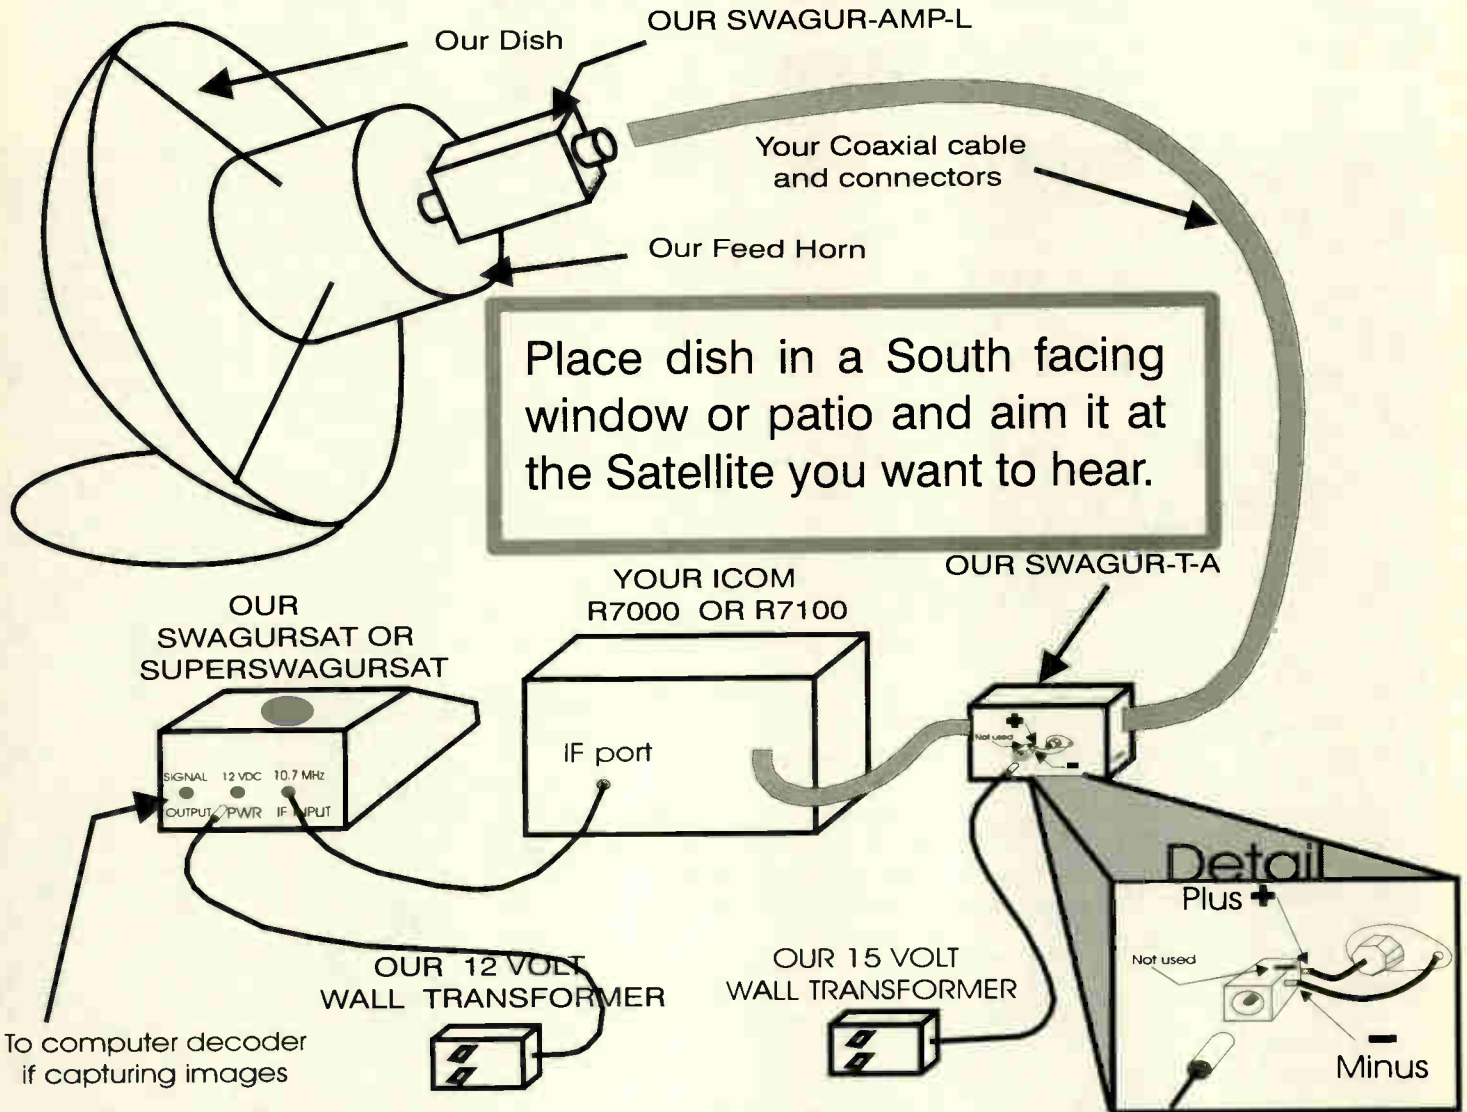 Our Dish
OUR SWAGUR-AMP-L
Your Coaxial cable
and connectors
Our Feed Horn
Place dish in a South facing
window or patio and aim it at
the Satellite you want to hear.
OUR SWAGUR-T-A
YOUR ICOM
R7000 OR R7100
OUR
SWAGURSAT OR
SUPERSWAGURSAT
IF port
SIGNAL 12 VDC 10.7 MHz
OUTPUT PWR IF INPUT
+
Not used
-
Detail
Plus +
Not used
-
Minus
OUR 12 VOLT
WALL TRANSFORMER
OUR 15 VOLT
WALL TRANSFORMER
To computer decoder
if capturing images